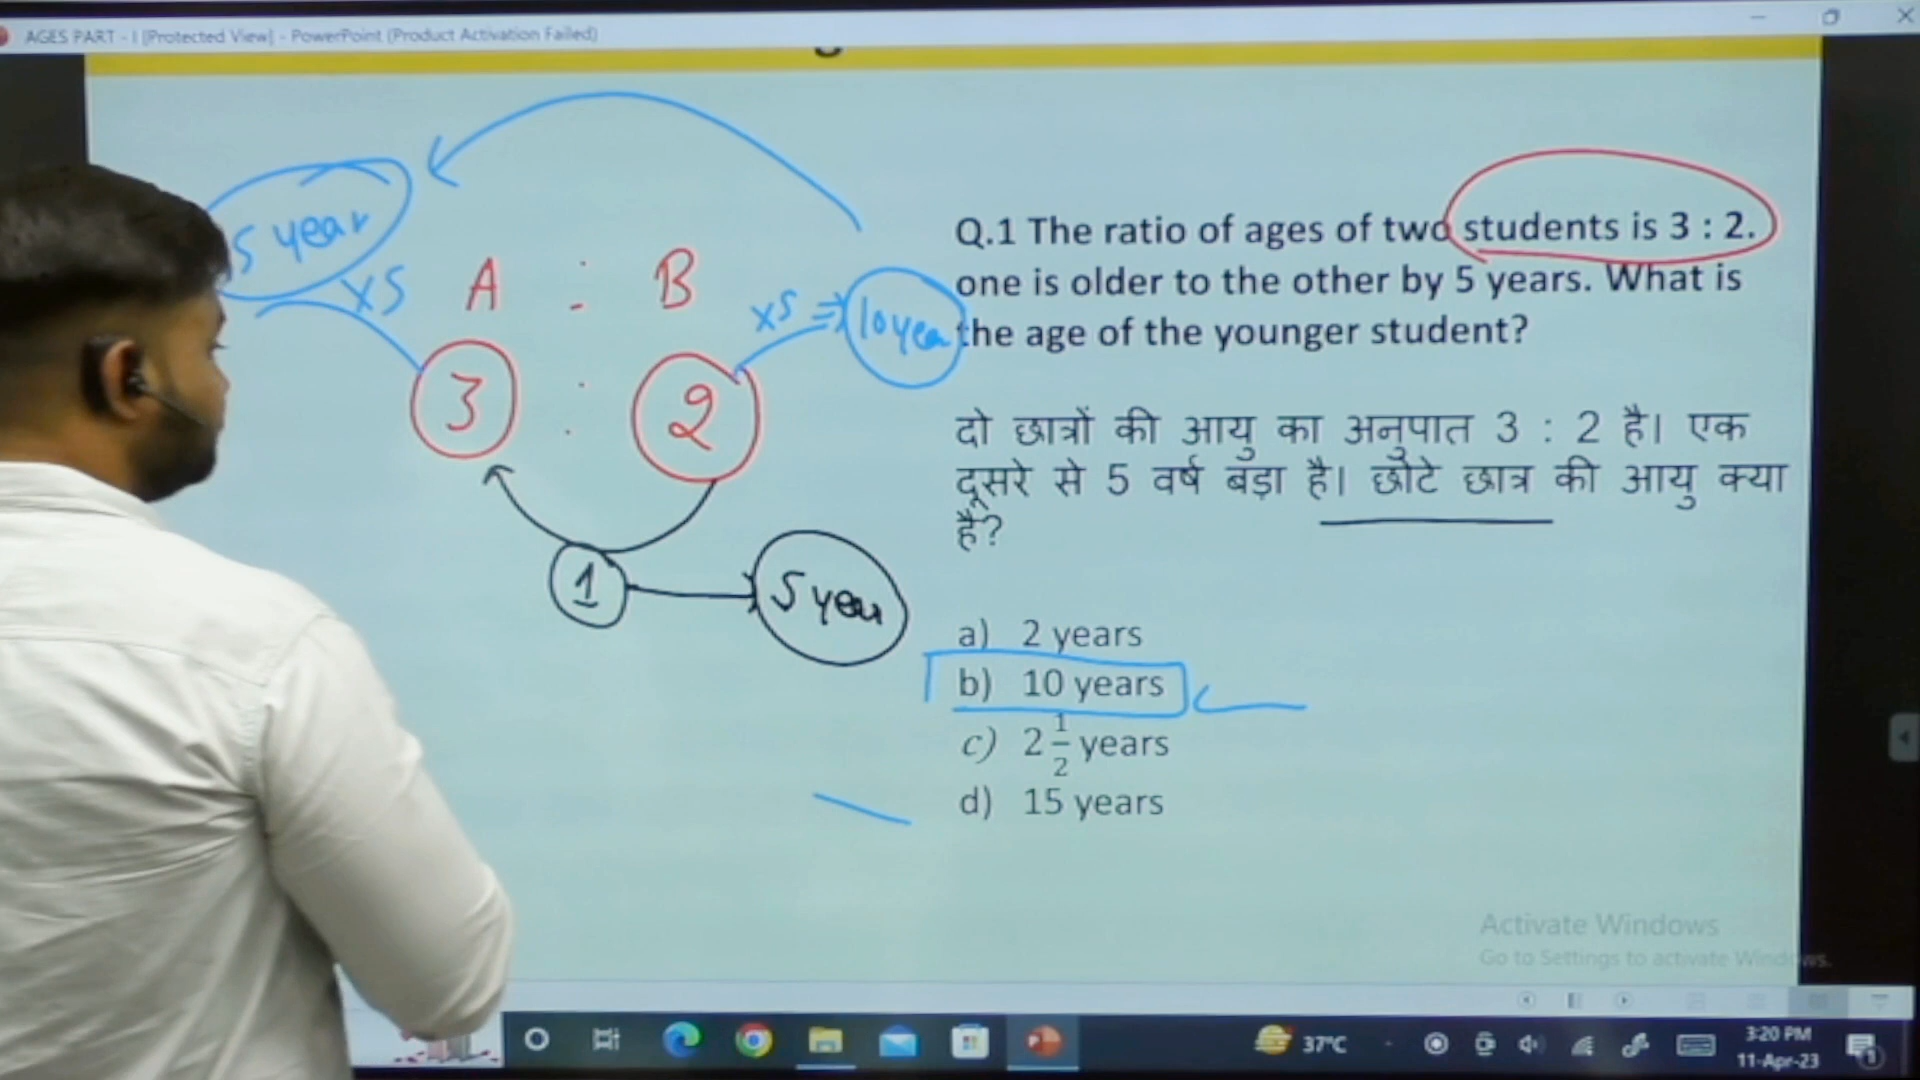 AGES PART - I [Protected View] - PowerPoint (Product Activation Failed)
5 year
x5
A : B
x5 ⇒ 10 year
3 : 2
1 → 5 year
Q.1 The ratio of ages of two students is 3 : 2.
one is older to the other by 5 years. What is
the age of the younger student?
दो छात्रों की आयु का अनुपात 3 : 2 है। एक
दूसरे से 5 वर्ष बड़ा है। छोटे छात्र की आयु क्या
है?
a) 2 years
b) 10 years
c) 2 1/2 years
d) 15 years
Activate Windows
Go to Settings to activate Windows.
37°C
3:20 PM
11-Apr-23
1